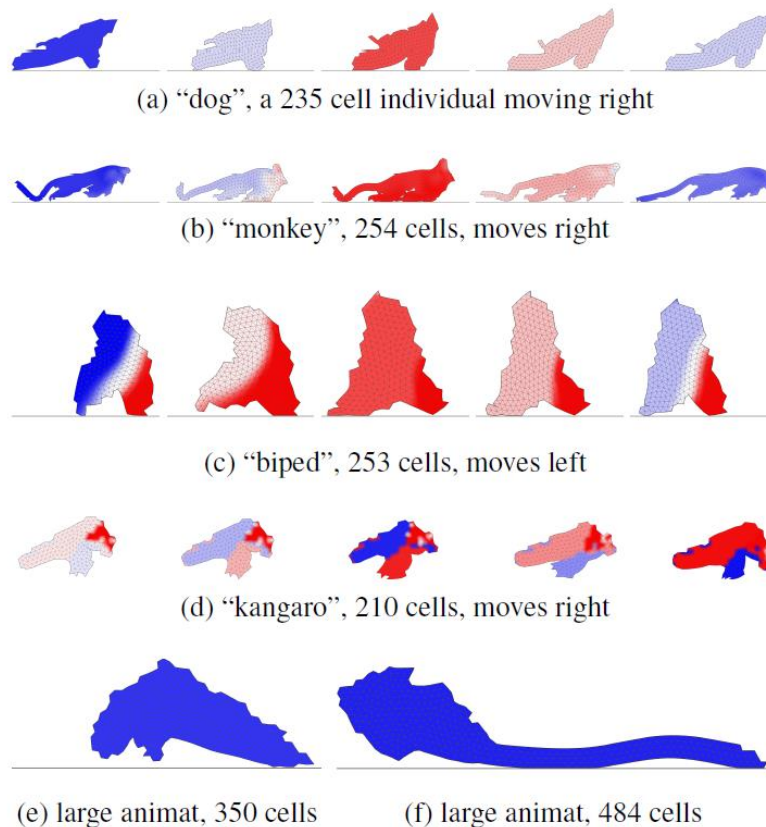 (a) “dog”, a 235 cell individual moving right
(b) “monkey”, 254 cells, moves right
(c) “biped”, 253 cells, moves left
(d) “kangaro”, 210 cells, moves right
(e) large animat, 350 cells
(f) large animat, 484 cells